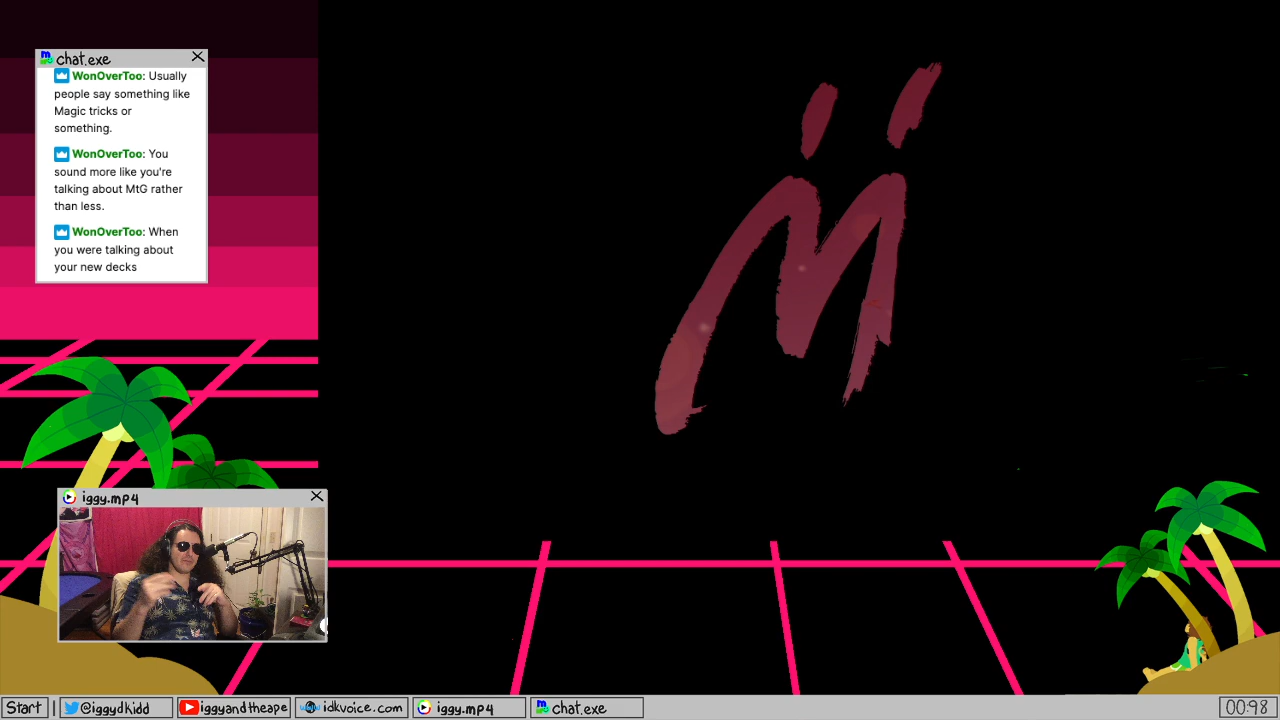 chat.exe
WonOverToo: Usually
people say something like
Magic tricks or
something.
WonOverToo: You
sound more like you're
talking about MtG rather
than less.
WonOverToo: When
you were talking about
your new decks
M
iggy.mp4
Start | @iggydkidd iggyandtheape idkvoice.com iggy.mp4 chat.exe 00:98